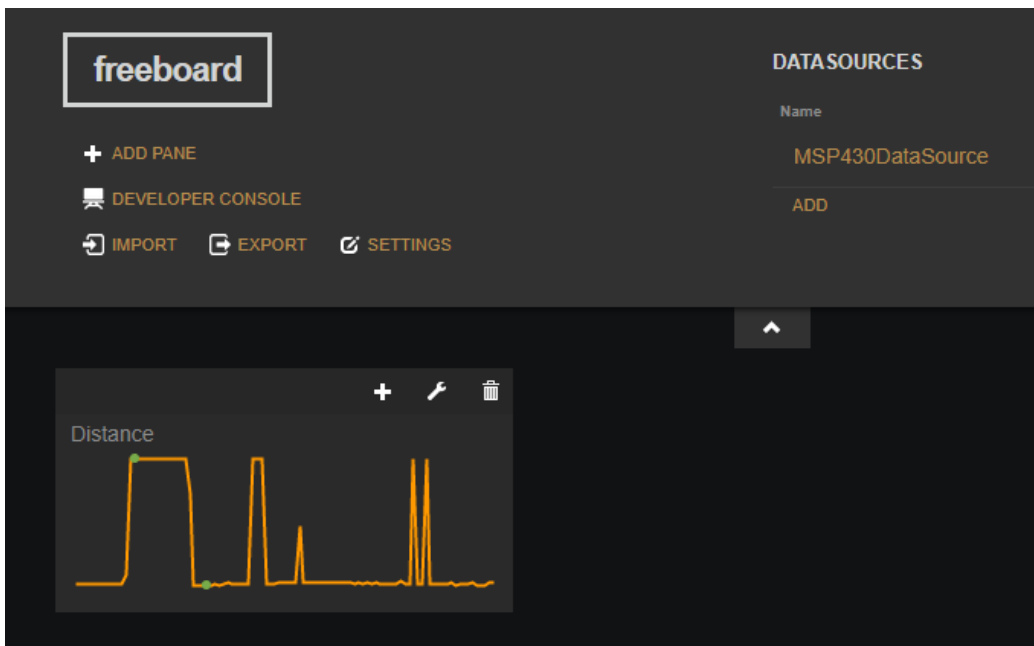 freeboard
ADD PANE
DEVELOPER CONSOLE
IMPORT EXPORT SETTINGS
DATASOURCES
Name
MSP430DataSource
ADD
Distance